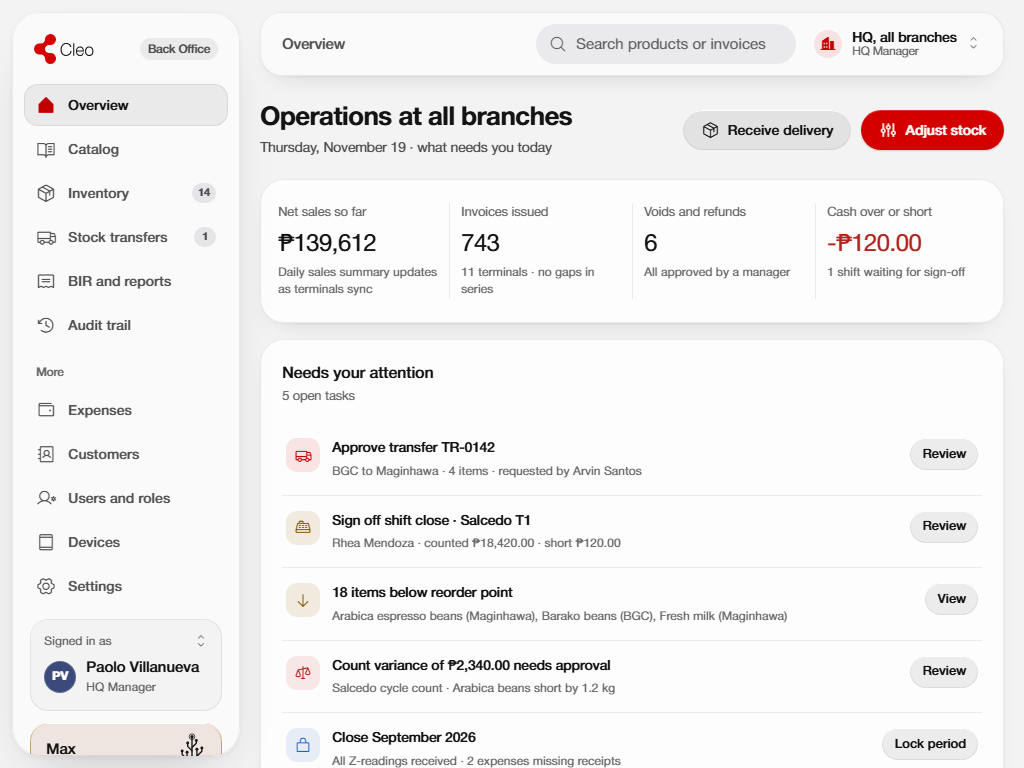 Cleo
Back Office
Overview
Catalog
Inventory 14
Stock transfers 1
BIR and reports
Audit trail
More
Expenses
Customers
Users and roles
Devices
Settings
Signed in as
PV
Paolo Villanueva
HQ Manager
Max
Overview
Search products or invoices
HQ, all branches
HQ Manager
Operations at all branches
Thursday, November 19 · what needs you today
Receive delivery
Adjust stock
Net sales so far
₱139,612
Daily sales summary updates
as terminals sync
Invoices issued
743
11 terminals · no gaps in
series
Voids and refunds
6
All approved by a manager
Cash over or short
-₱120.00
1 shift waiting for sign-off
Needs your attention
5 open tasks
Approve transfer TR-0142
BGC to Maginhawa · 4 items · requested by Arvin Santos
Review
Sign off shift close · Salcedo T1
Rhea Mendoza · counted ₱18,420.00 · short ₱120.00
Review
18 items below reorder point
Arabica espresso beans (Maginhawa), Barako beans (BGC), Fresh milk (Maginhawa)
View
Count variance of ₱2,340.00 needs approval
Salcedo cycle count · Arabica beans short by 1.2 kg
Review
Close September 2026
All Z-readings received · 2 expenses missing receipts
Lock period